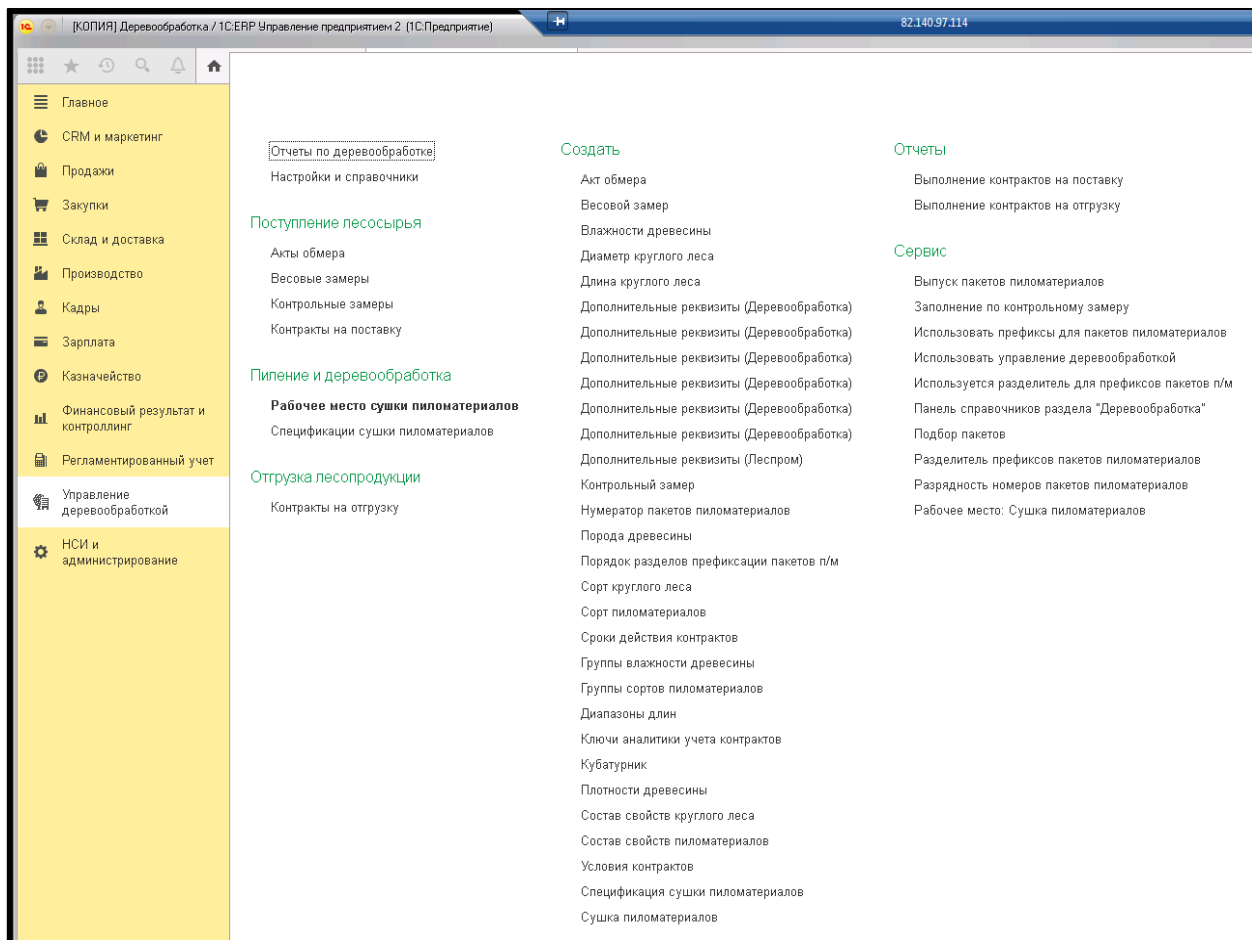 [КОПИЯ] Деревообработка / 1С:ERP Управление предприятием 2 (1С:Предприятие)
82.140.97.114
Главное
CRM и маркетинг
Продажи
Закупки
Склад и доставка
Производство
Кадры
Зарплата
Казначейство
Финансовый результат и
контроллинг
Регламентированный учет
Управление
деревообработкой
НСИ и
администрирование
Отчеты по деревообработке
Настройки и справочники
Поступление лесосырья
Акты обмера
Весовые замеры
Контрольные замеры
Контракты на поставку
Пиление и деревообработка
Рабочее место сушки пиломатериалов
Спецификации сушки пиломатериалов
Отгрузка лесопродукции
Контракты на отгрузку
Создать
Акт обмера
Весовой замер
Влажности древесины
Диаметр круглого леса
Длина круглого леса
Дополнительные реквизиты (Деревообработка)
Дополнительные реквизиты (Деревообработка)
Дополнительные реквизиты (Деревообработка)
Дополнительные реквизиты (Деревообработка)
Дополнительные реквизиты (Деревообработка)
Дополнительные реквизиты (Деревообработка)
Дополнительные реквизиты (Леспром)
Контрольный замер
Нумератор пакетов пиломатериалов
Порода древесины
Порядок разделов префиксации пакетов п/м
Сорт круглого леса
Сорт пиломатериалов
Сроки действия контрактов
Группы влажности древесины
Группы сортов пиломатериалов
Диапазоны длин
Ключи аналитики учета контрактов
Кубатурник
Плотности древесины
Состав свойств круглого леса
Состав свойств пиломатериалов
Условия контрактов
Спецификация сушки пиломатериалов
Сушка пиломатериалов
Отчеты
Выполнение контрактов на поставку
Выполнение контрактов на отгрузку
Сервис
Выпуск пакетов пиломатериалов
Заполнение по контрольному замеру
Использовать префиксы для пакетов пиломатериалов
Использовать управление деревообработкой
Используется разделитель для префиксов пакетов п/м
Панель справочников раздела "Деревообработка"
Подбор пакетов
Разделитель префиксов пакетов пиломатериалов
Разрядность номеров пакетов пиломатериалов
Рабочее место: Сушка пиломатериалов